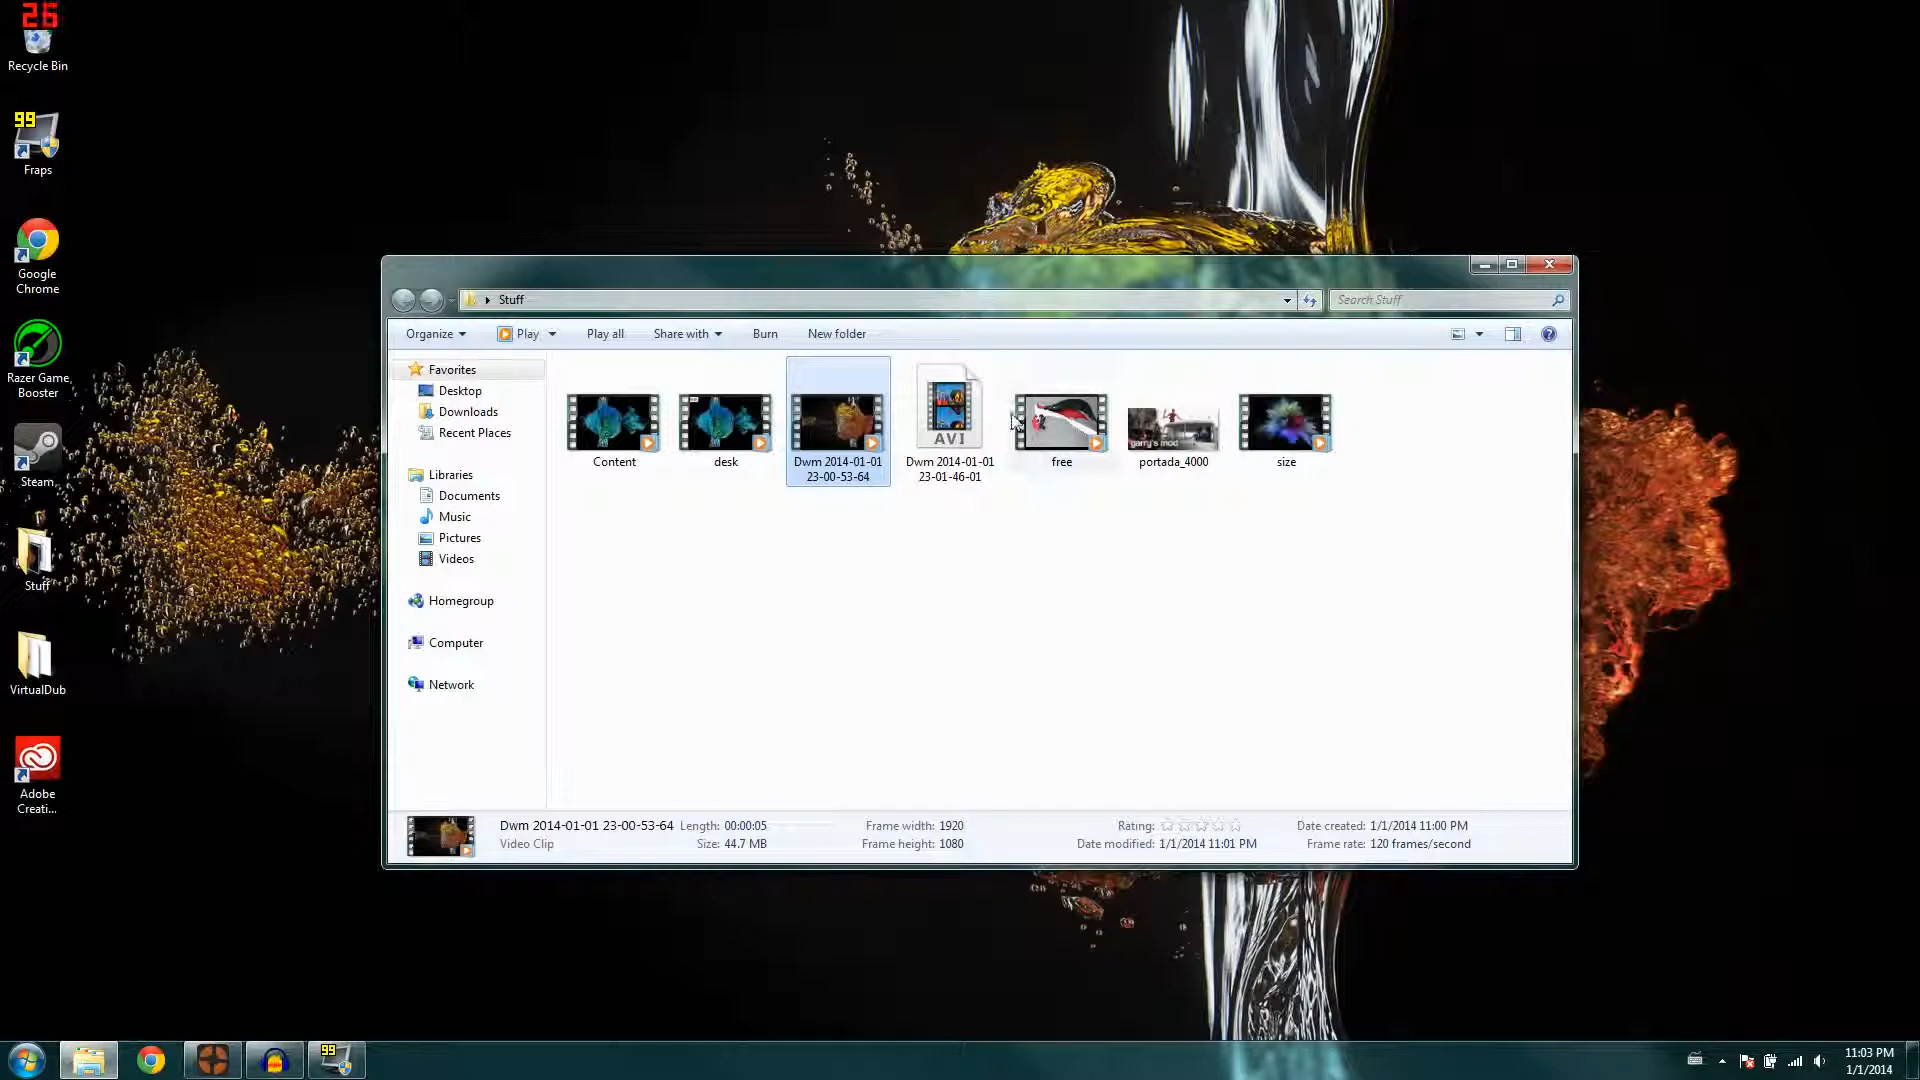 26
Recycle Bin
99
Fraps
Google
Chrome
Razer Game
Booster
Steam
Stuff
VirtualDub
Adobe
Creati...
Stuff
Search Stuff
Organize
Play
Play all
Share with
Burn
New folder
Favorites
Desktop
Downloads
Recent Places
Libraries
Documents
Music
Pictures
Videos
Homegroup
Computer
Network
Content
desk
Dwm 2014-01-01
23-00-53-64
AVI
Dwm 2014-01-01
23-01-46-01
free
garry's mod
portada_4000
size
Dwm 2014-01-01 23-00-53-64 Length: 00:00:05 Frame width: 1920 Rating: Date created: 1/1/2014 11:00 PM
Video Clip Size: 44.7 MB Frame height: 1080 Date modified: 1/1/2014 11:01 PM Frame rate: 120 frames/second
99
11:03 PM
1/1/2014